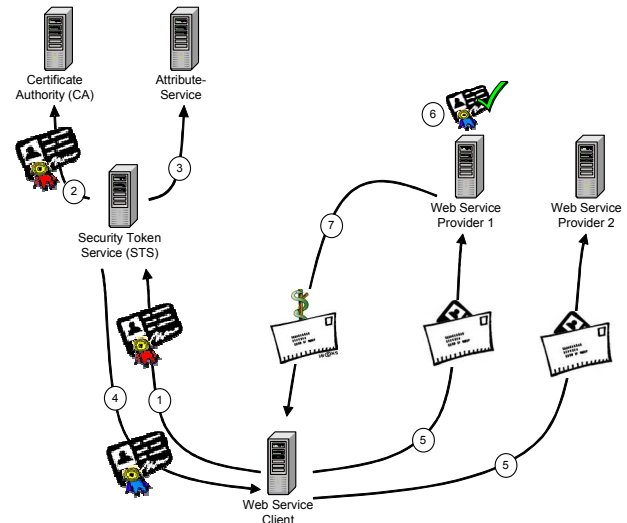 Certificate
Authority (CA)
Attribute-
Service
6
2
3
Security Token
Service (STS)
Web Service
Provider 1
Web Service
Provider 2
7
4
1
5
5
Web Service
Client